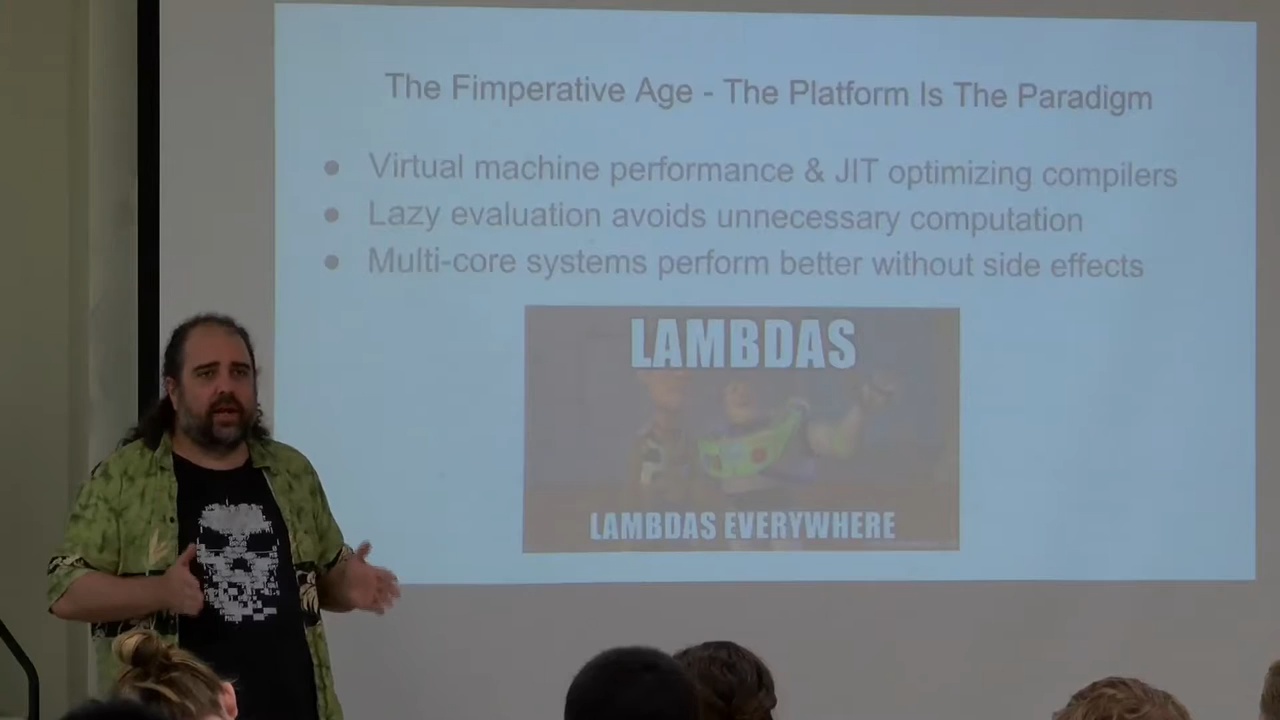 The Fimperative Age - The Platform Is The Paradigm
● Virtual machine performance & JIT optimizing compilers
● Lazy evaluation avoids unnecessary computation
● Multi-core systems perform better without side effects
LAMBDAS
LAMBDAS EVERYWHERE